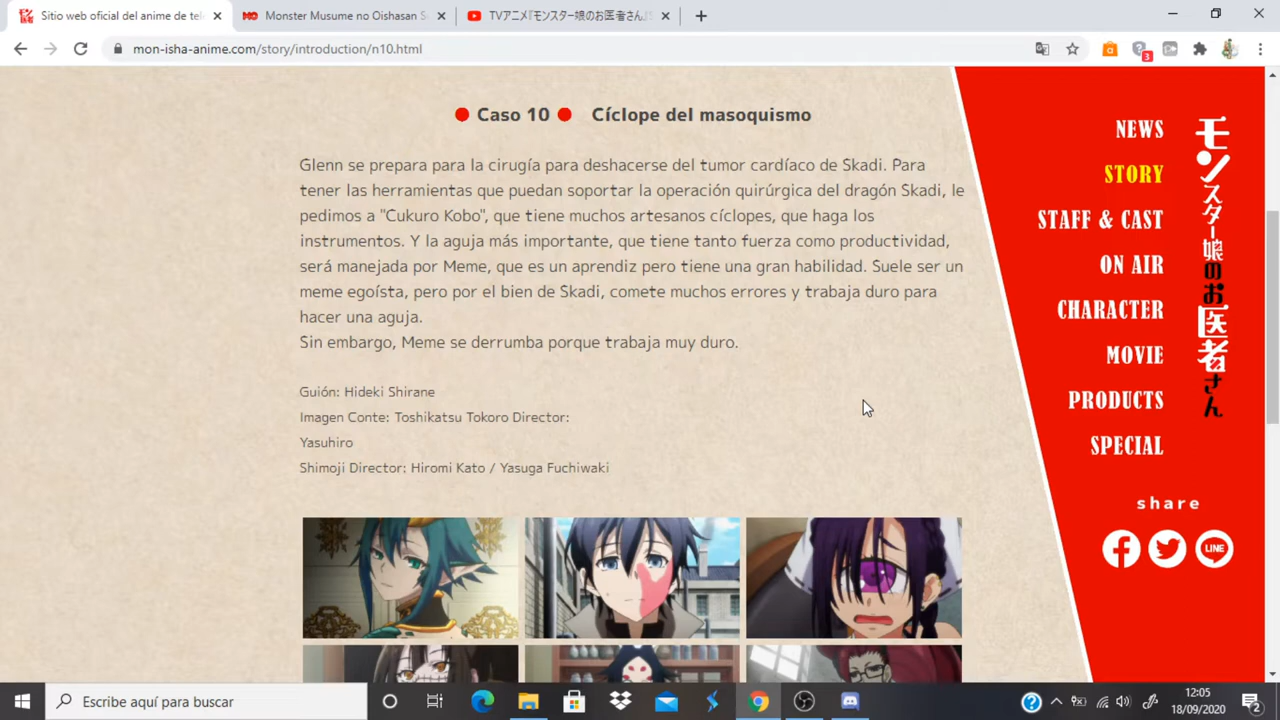 Sitio web oficial del anime de tele
Monster Musume no Oishasan S
TVアニメ『モンスター娘のお医者さん』
mon-isha-anime.com/story/introduction/n10.html
3
Caso 10 Cíclope del masoquismo
Glenn se prepara para la cirugía para deshacerse del tumor cardíaco de Skadi. Para
tener las herramientas que puedan soportar la operación quirúrgica del dragón Skadi, le
pedimos a "Cukuro Kobo", que tiene muchos artesanos cíclopes, que haga los
instrumentos. Y la aguja más importante, que tiene tanto fuerza como productividad,
será manejada por Meme, que es un aprendiz pero tiene una gran habilidad. Suele ser un
meme egoísta, pero por el bien de Skadi, comete muchos errores y trabaja duro para
hacer una aguja.
Sin embargo, Meme se derrumba porque trabaja muy duro.
Guión: Hideki Shirane
Imagen Conte: Toshikatsu Tokoro Director:
Yasuhiro
Shimoji Director: Hiromi Kato / Yasuga Fuchiwaki
NEWS
STORY
STAFF & CAST
ON AIR
CHARACTER
MOVIE
PRODUCTS
SPECIAL
モンスター娘のお医者さん
share
LINE
Escribe aquí para buscar
12:05
18/09/2020
2